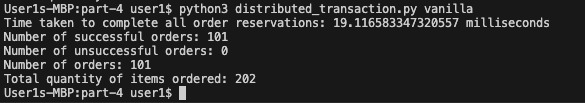 User1s-MBP:part-4 user1$ python3 distributed_transaction.py vanilla
Time taken to complete all order reservations: 19.116583347320557 milliseconds
Number of successful orders: 101
Number of unsuccessful orders: 0
Number of orders: 101
Total quantity of items ordered: 202
User1s-MBP:part-4 user1$